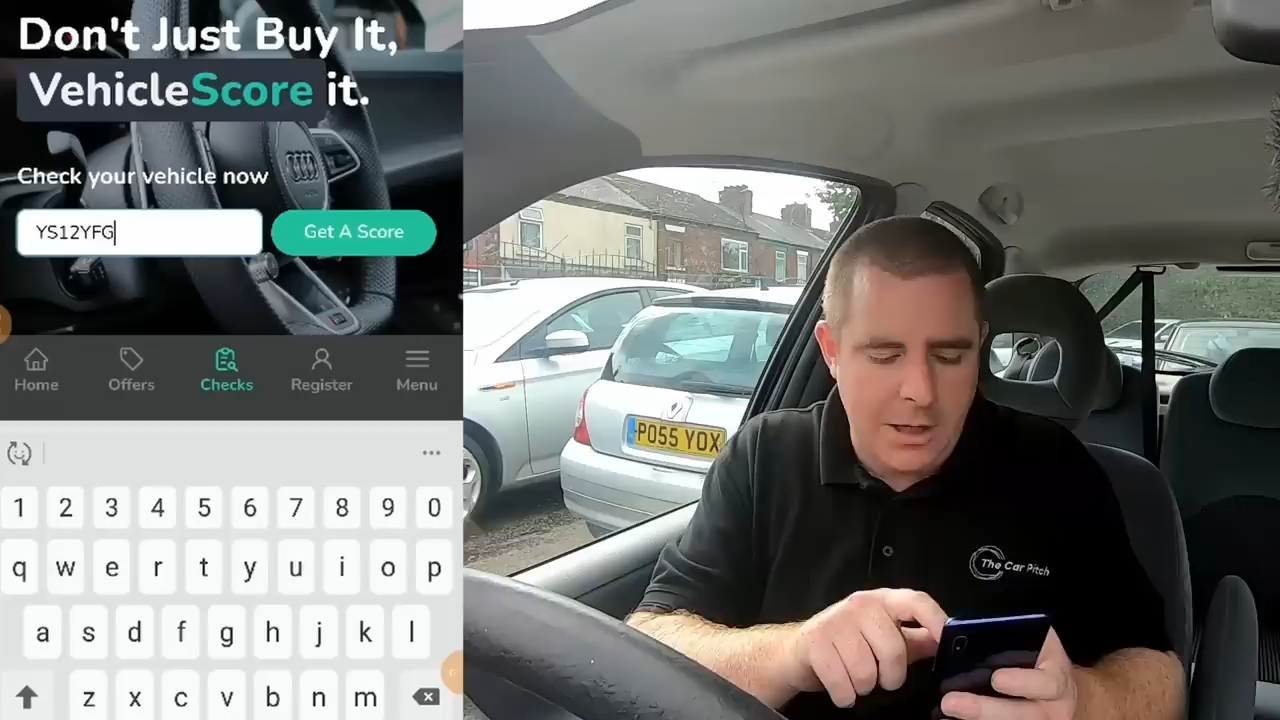 Don't Just Buy It,
VehicleScore it.
Check your vehicle now
YS12YFG
Get A Score
Home
Offers
Checks
Register
Menu
1 2 3 4 5 6 7 8 9 0
q w e r t y u i o p
a s d f g h j k l
z x c v b n m
PO55 YOX
The Car Pitch